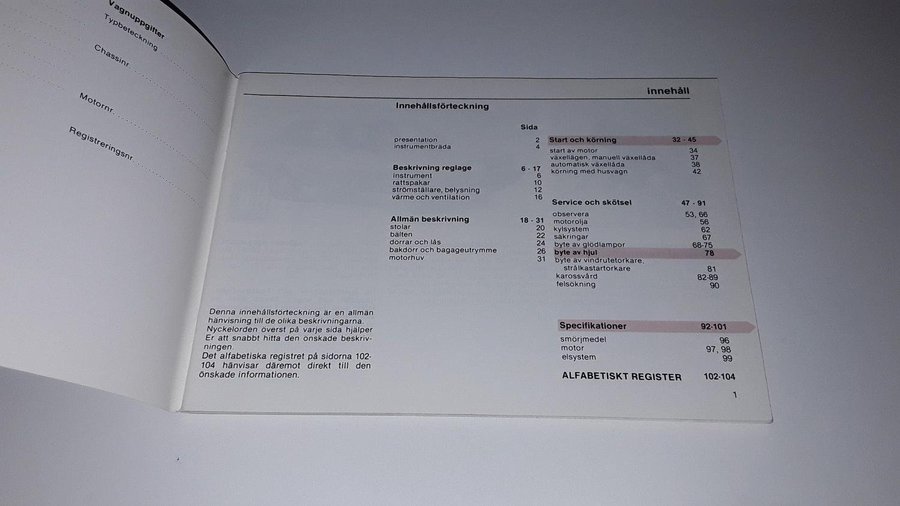 Vagnuppgifter
Typbeteckning
Chassinr
Motornr
Registreringsnr
innehåll
Innehållsförteckning
Sida
presentation 2
instrumentbräda 4
Beskrivning reglage 6 - 17
instrument 6
rattspakar 10
strömställare, belysning 12
värme och ventilation 16
Allmän beskrivning 18 - 31
stolar 20
bälten 22
dörrar och lås 24
bakdörr och bagageutrymme 26
motorhuv 31
Start och körning 32 - 45
start av motor 34
växellägen, manuell växellåda 37
automatisk växellåda 38
körning med husvagn 42
Service och skötsel 47 - 91
observera 53, 66
motorolja 56
kylsystem 62
säkringar 67
byte av glödlampor 68-75
byte av hjul 78
byte av vindrutetorkare,
strålkastartorkare 81
karossvård 82-89
felsökning 90
Specifikationer 92-101
smörjmedel 96
motor 97, 98
elsystem 99
ALFABETISKT REGISTER 102-104
Denna innehållsförteckning är en allmän
hänvisning till de olika beskrivningarna.
Nyckelorden överst på varje sida hjälper
Er att snabbt hitta den önskade beskriv-
ningen.
Det alfabetiska registret på sidorna 102-
104 hänvisar däremot direkt till den
önskade informationen.
1